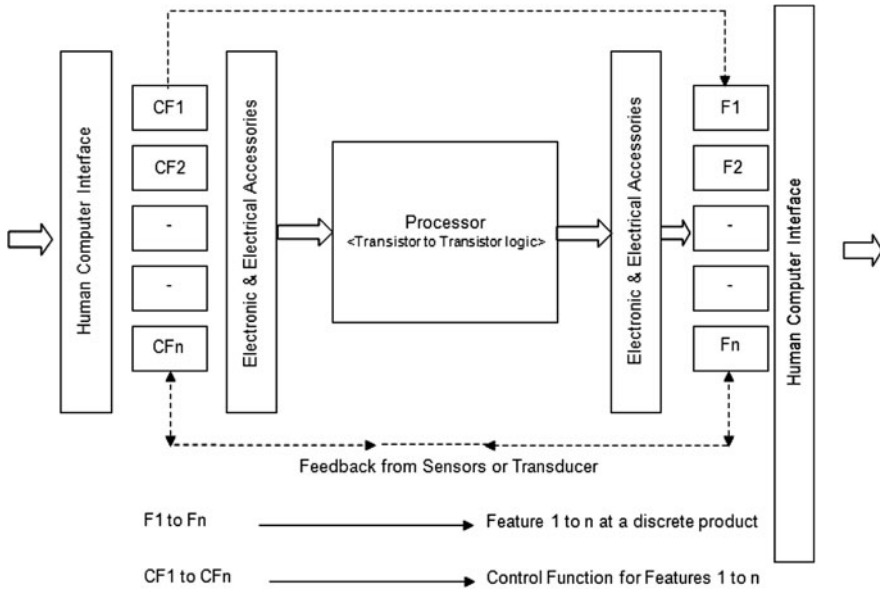 Human Computer Interface
CF1
CF2
-
-
CFn
Electronic & Electrical Accessories
Processor
<Transistor to Transistor logic>
Electronic & Electrical Accessories
F1
F2
-
-
Fn
Human Computer Interface
Feedback from Sensors or Transducer
F1 to Fn
Feature 1 to n at a discrete product
CF1 to CFn
Control Function for Features 1 to n